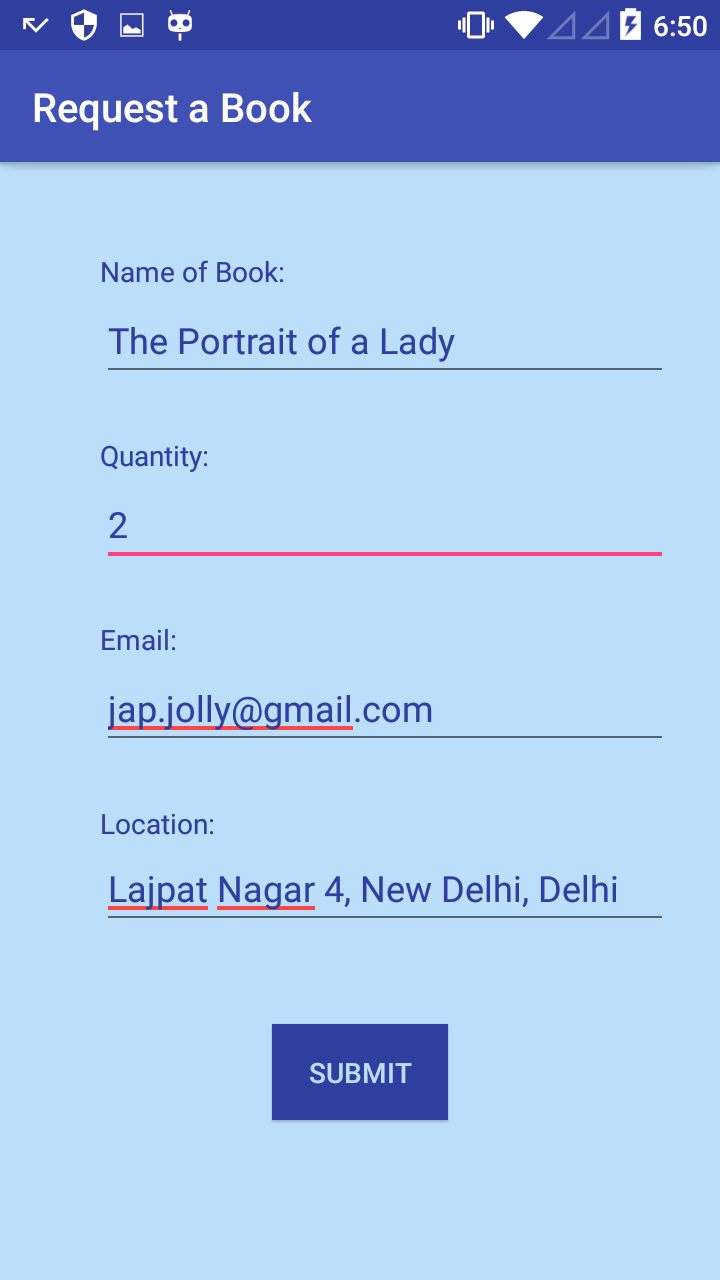 6:50
Request a Book
Name of Book:
The Portrait of a Lady
Quantity:
2
Email:
jap.jolly@gmail.com
Location:
Lajpat Nagar 4, New Delhi, Delhi
SUBMIT